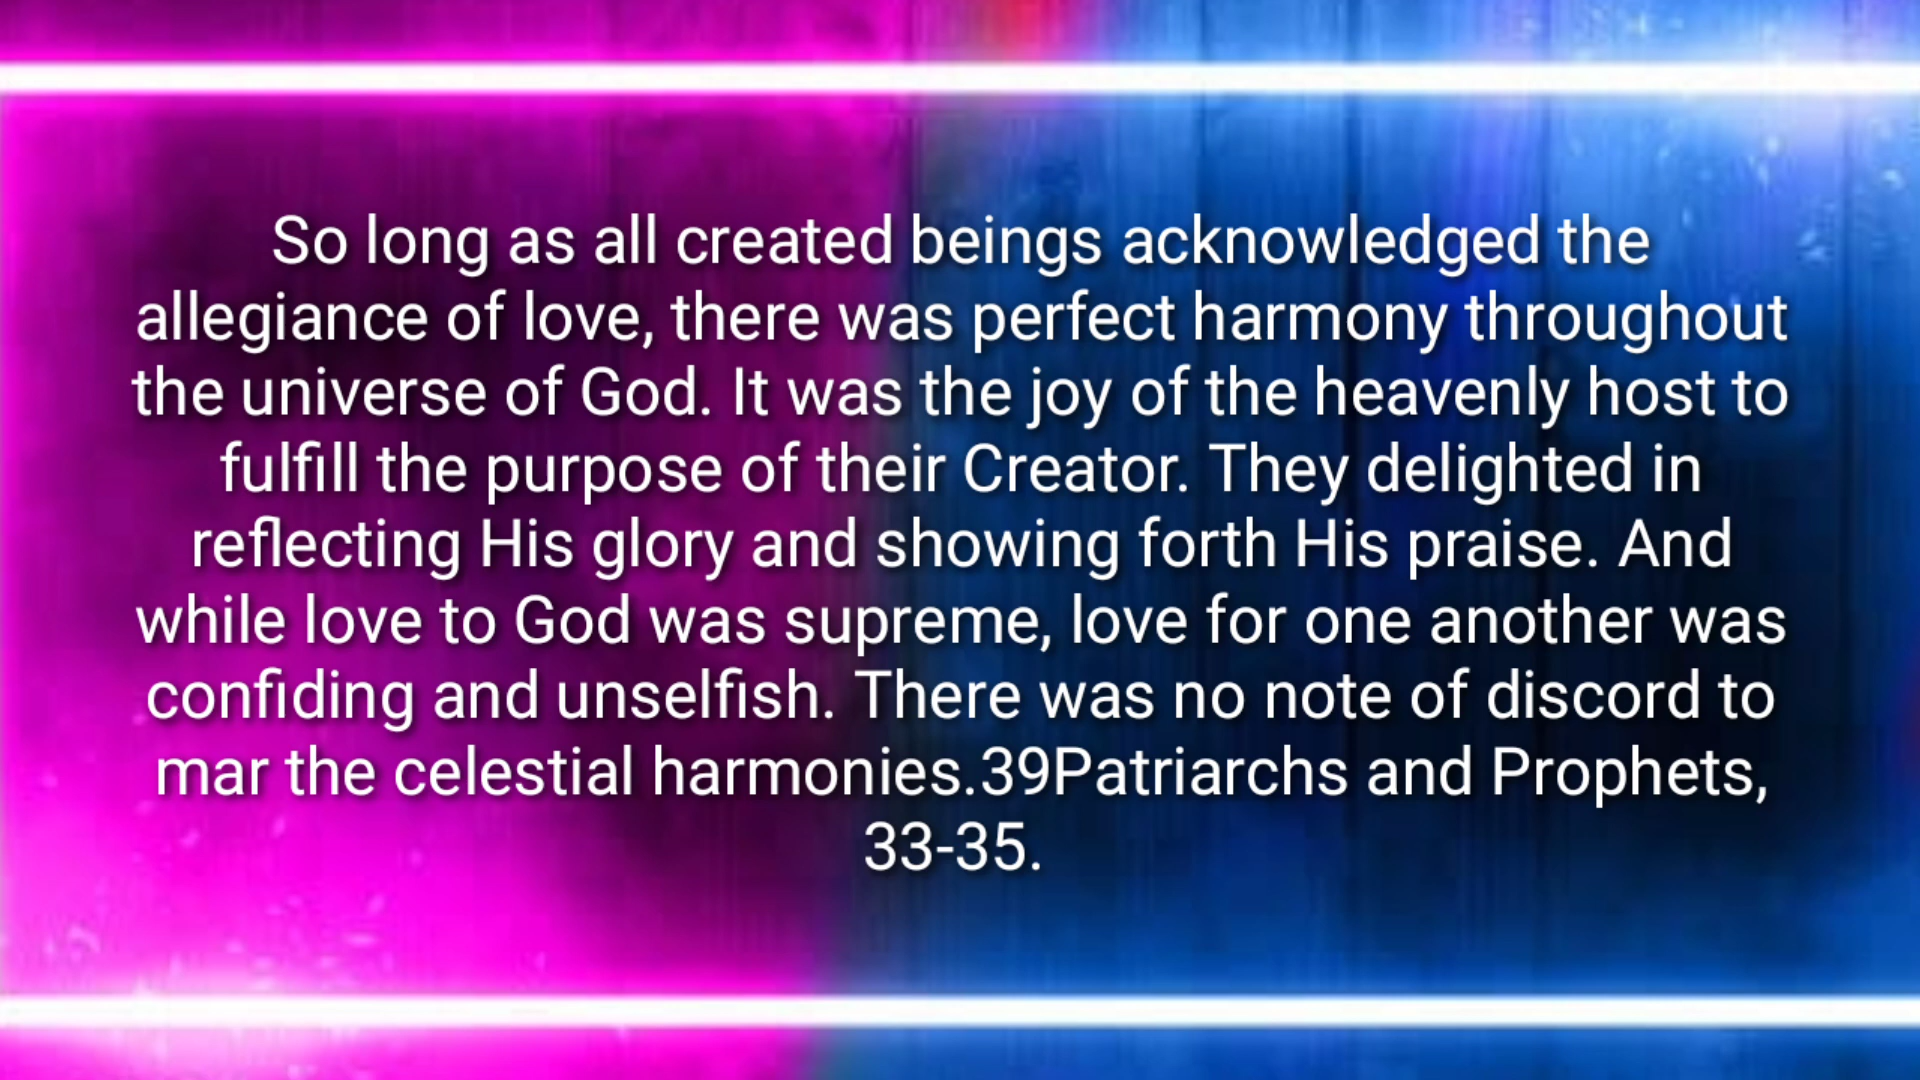 So long as all created beings acknowledged the
allegiance of love, there was perfect harmony throughout
the universe of God. It was the joy of the heavenly host to
fulfill the purpose of their Creator. They delighted in
reflecting His glory and showing forth His praise. And
while love to God was supreme, love for one another was
confiding and unselfish. There was no note of discord to
mar the celestial harmonies.39Patriarchs and Prophets,
33-35.